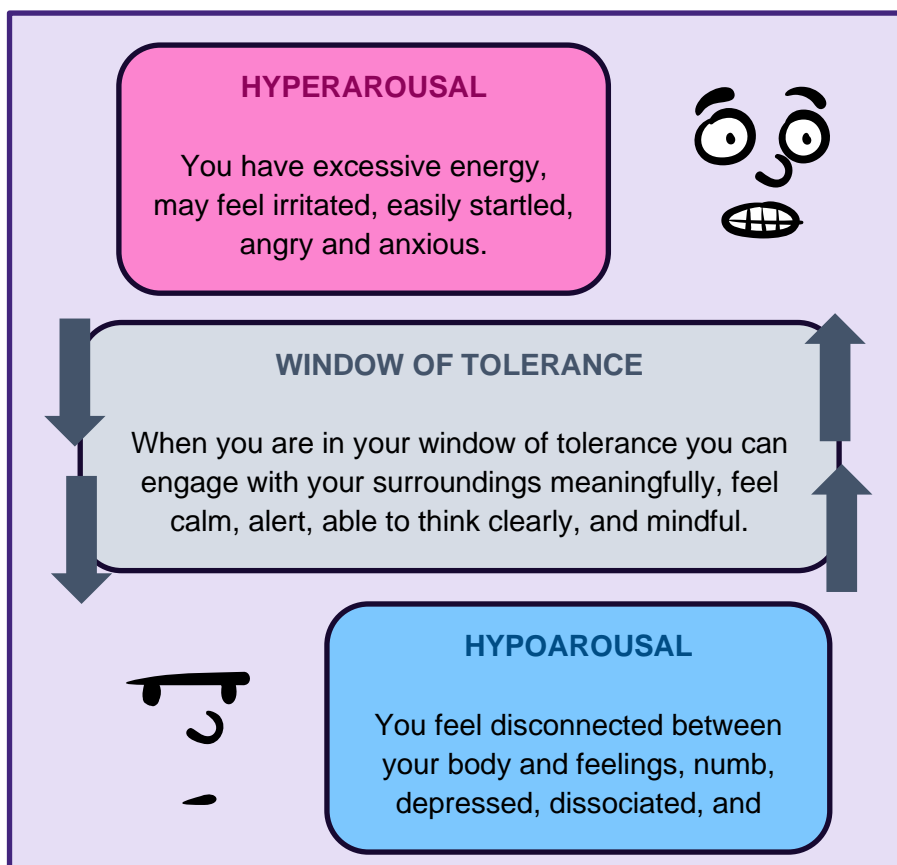 HYPERAROUSAL
You have excessive energy,
may feel irritated, easily startled,
angry and anxious.
WINDOW OF TOLERANCE
When you are in your window of tolerance you can
engage with your surroundings meaningfully, feel
calm, alert, able to think clearly, and mindful.
HYPOAROUSAL
You feel disconnected between
your body and feelings, numb,
depressed, dissociated, and